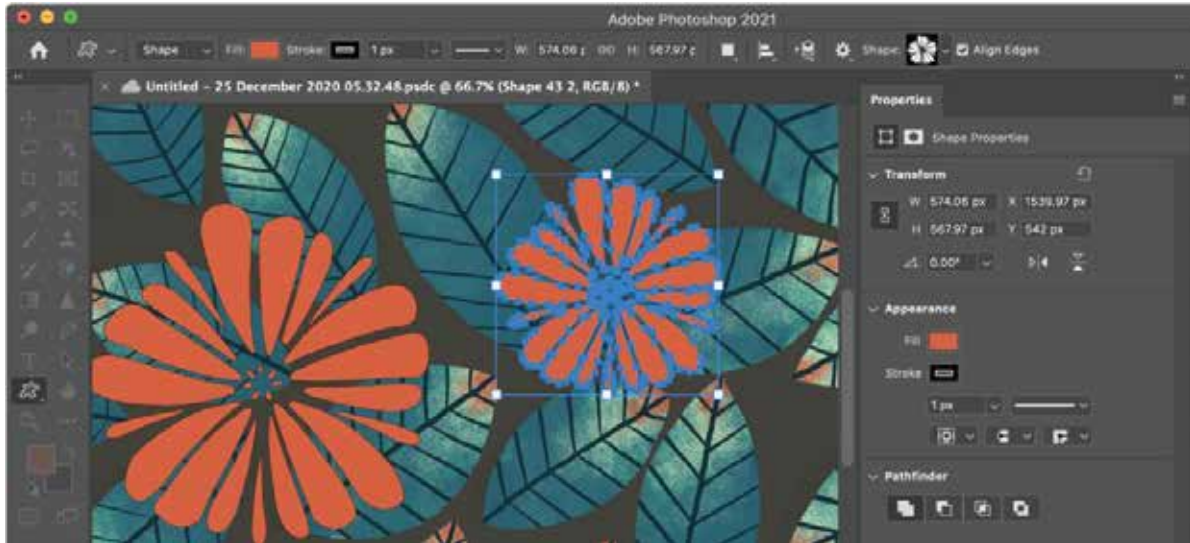 Adobe Photoshop 2021
Shape Fill: Stroke: 1 px W: 574.06 p H: 567.97 p Shape: Align Edges
× Untitled – 25 December 2020 05.32.48.psdc @ 66.7% (Shape 43 2, RGB/8) *
Properties
Shape Properties
Transform
W 574.06 px X 1539.97 px
H 567.97 px Y 542 px
0.00°
Appearance
Fill
Stroke
1 px
Pathfinder